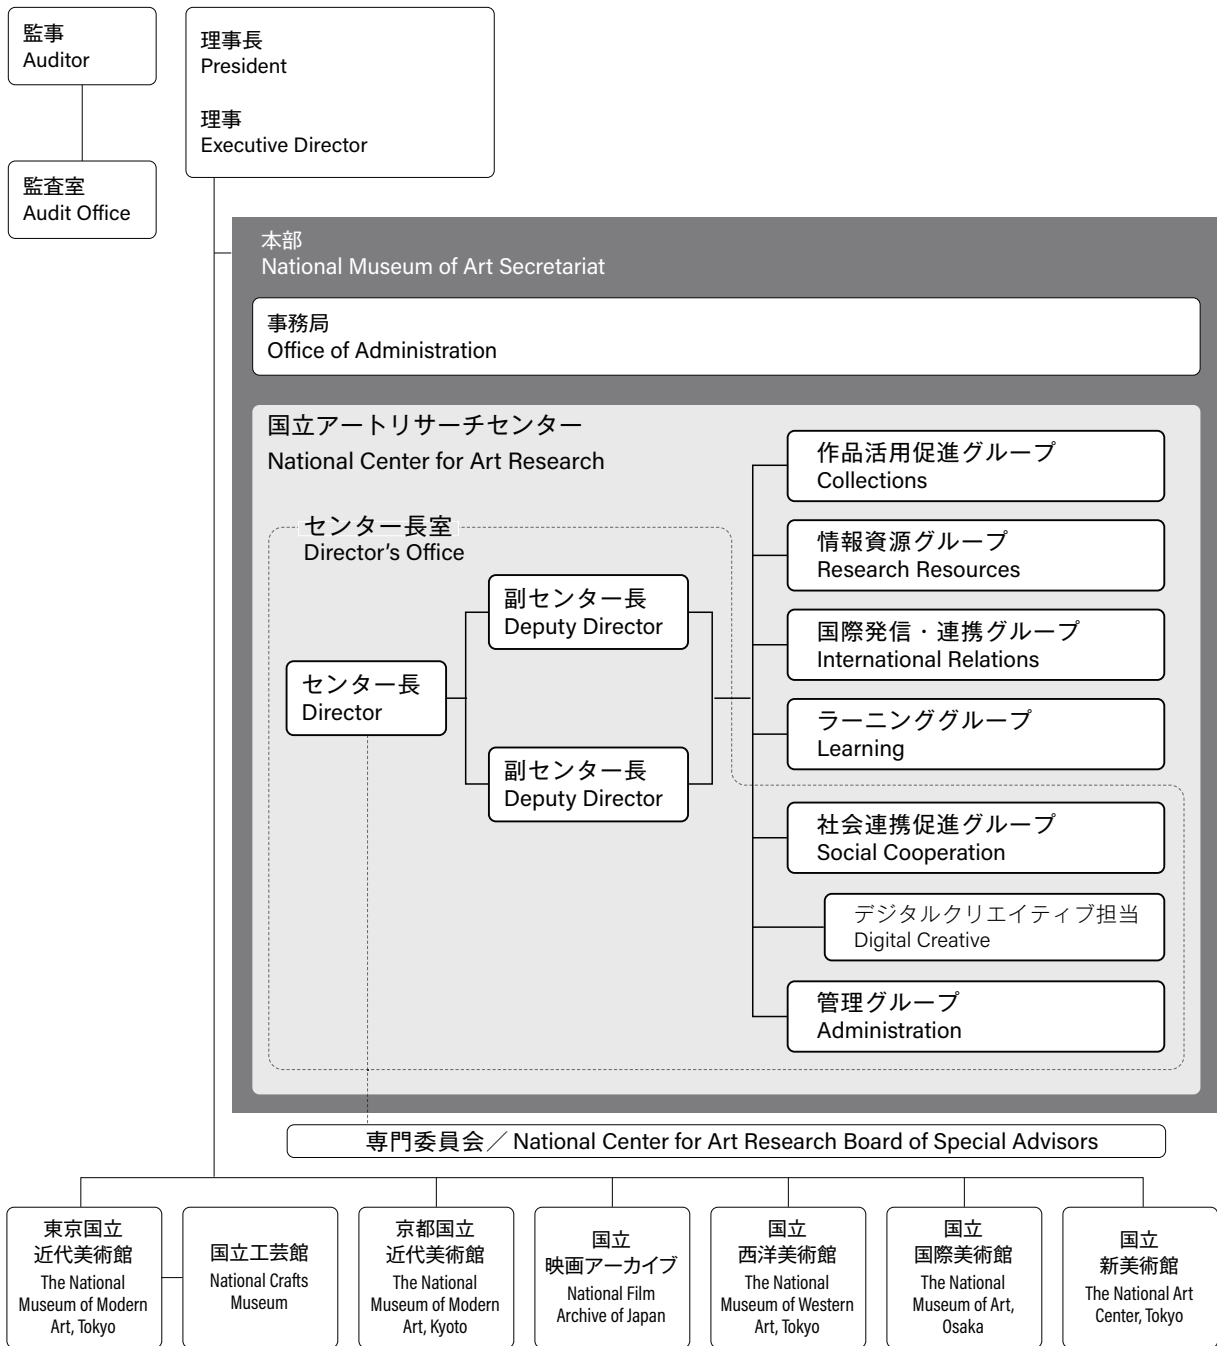 監事
Auditor
監査室
Audit Office
理事長
President
理事
Executive Director
本部
National Museum of Art Secretariat
事務局
Office of Administration
国立アートリサーチセンター
National Center for Art Research
センター長室
Director's Office
センター長
Director
副センター長
Deputy Director
副センター長
Deputy Director
作品活用促進グループ
Collections
情報資源グループ
Research Resources
国際発信・連携グループ
International Relations
ラーニンググループ
Learning
社会連携促進グループ
Social Cooperation
デジタルクリエイティブ担当
Digital Creative
管理グループ
Administration
専門委員会／National Center for Art Research Board of Special Advisors
東京国立
近代美術館
The National
Museum of Modern
Art, Tokyo
国立工芸館
National Crafts
Museum
京都国立
近代美術館
The National
Museum of Modern
Art, Kyoto
国立
映画アーカイブ
National Film
Archive of Japan
国立
西洋美術館
The National
Museum of Western
Art, Tokyo
国立
国際美術館
The National
Museum of Art,
Osaka
国立
新美術館
The National Art
Center, Tokyo